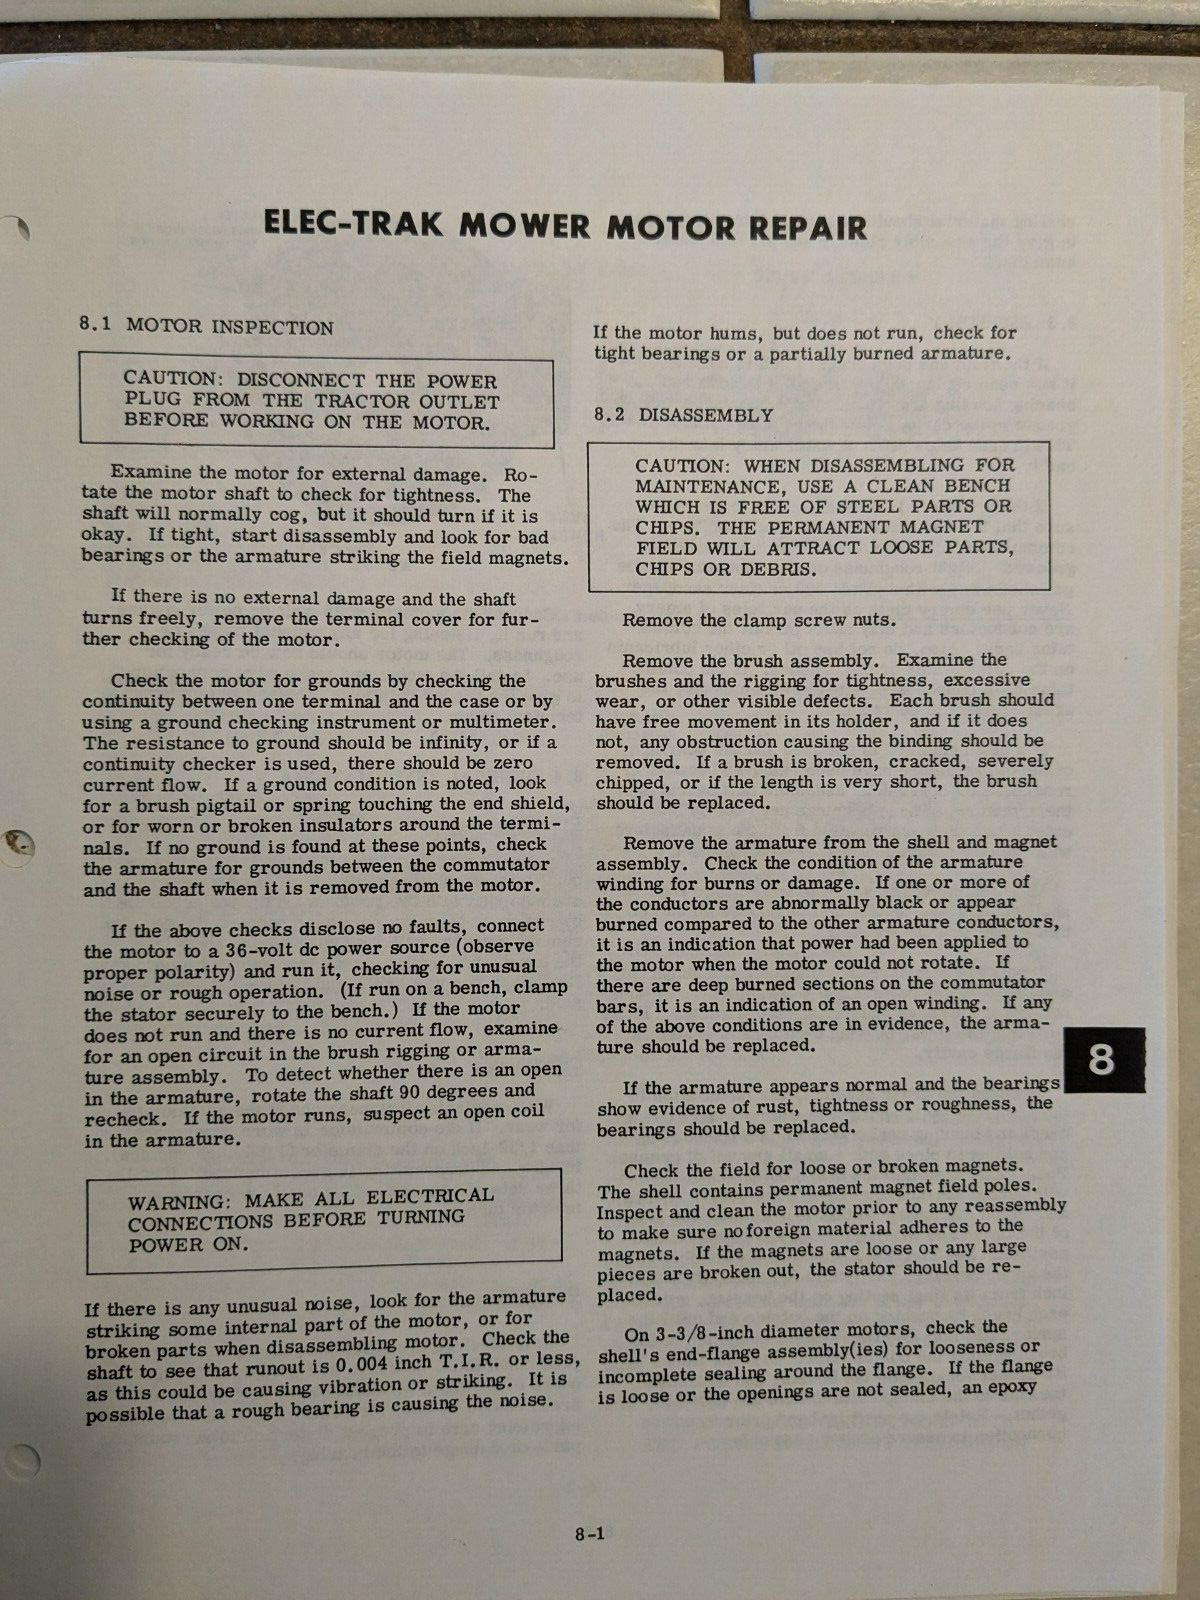 ELEC-TRAK MOWER MOTOR REPAIR
8.1 MOTOR INSPECTION
CAUTION: DISCONNECT THE POWER
PLUG FROM THE TRACTOR OUTLET
BEFORE WORKING ON THE MOTOR.
Examine the motor for external damage. Ro-
tate the motor shaft to check for tightness. The
shaft will normally cog, but it should turn if it is
okay. If tight, start disassembly and look for bad
bearings or the armature striking the field magnets.
If there is no external damage and the shaft
turns freely, remove the terminal cover for fur-
ther checking of the motor.
Check the motor for grounds by checking the
continuity between one terminal and the case or by
using a ground checking instrument or multimeter.
The resistance to ground should be infinity, or if a
continuity checker is used, there should be zero
current flow. If a ground condition is noted, look
for a brush pigtail or spring touching the end shield,
or for worn or broken insulators around the termi-
nals. If no ground is found at these points, check
the armature for grounds between the commutator
and the shaft when it is removed from the motor.
If the above checks disclose no faults, connect
the motor to a 36-volt dc power source (observe
proper polarity) and run it, checking for unusual
noise or rough operation. (If run on a bench, clamp
the stator securely to the bench.) If the motor
does not run and there is no current flow, examine
for an open circuit in the brush rigging or arma-
ture assembly. To detect whether there is an open
in the armature, rotate the shaft 90 degrees and
recheck. If the motor runs, suspect an open coil
in the armature.
WARNING: MAKE ALL ELECTRICAL
CONNECTIONS BEFORE TURNING
POWER ON.
If there is any unusual noise, look for the armature
striking some internal part of the motor, or for
broken parts when disassembling motor. Check the
shaft to see that runout is 0.004 inch T.I.R. or less,
as this could be causing vibration or striking. It is
possible that a rough bearing is causing the noise.
If the motor hums, but does not run, check for
tight bearings or a partially burned armature.
8.2 DISASSEMBLY
CAUTION: WHEN DISASSEMBLING FOR
MAINTENANCE, USE A CLEAN BENCH
WHICH IS FREE OF STEEL PARTS OR
CHIPS. THE PERMANENT MAGNET
FIELD WILL ATTRACT LOOSE PARTS,
CHIPS OR DEBRIS.
Remove the clamp screw nuts.
Remove the brush assembly. Examine the
brushes and the rigging for tightness, excessive
wear, or other visible defects. Each brush should
have free movement in its holder, and if it does
not, any obstruction causing the binding should be
removed. If a brush is broken, cracked, severely
chipped, or if the length is very short, the brush
should be replaced.
Remove the armature from the shell and magnet
assembly. Check the condition of the armature
winding for burns or damage. If one or more of
the conductors are abnormally black or appear
burned compared to the other armature conductors,
it is an indication that power had been applied to
the motor when the motor could not rotate. If
there are deep burned sections on the commutator
bars, it is an indication of an open winding. If any
of the above conditions are in evidence, the arma-
ture should be replaced.
If the armature appears normal and the bearings
show evidence of rust, tightness or roughness, the
bearings should be replaced.
Check the field for loose or broken magnets.
The shell contains permanent magnet field poles.
Inspect and clean the motor prior to any reassembly
to make sure no foreign material adheres to the
magnets. If the magnets are loose or any large
pieces are broken out, the stator should be re-
placed.
On 3-3/8-inch diameter motors, check the
shell's end-flange assembly(ies) for looseness or
incomplete sealing around the flange. If the flange
is loose or the openings are not sealed, an epoxy
8
8-1